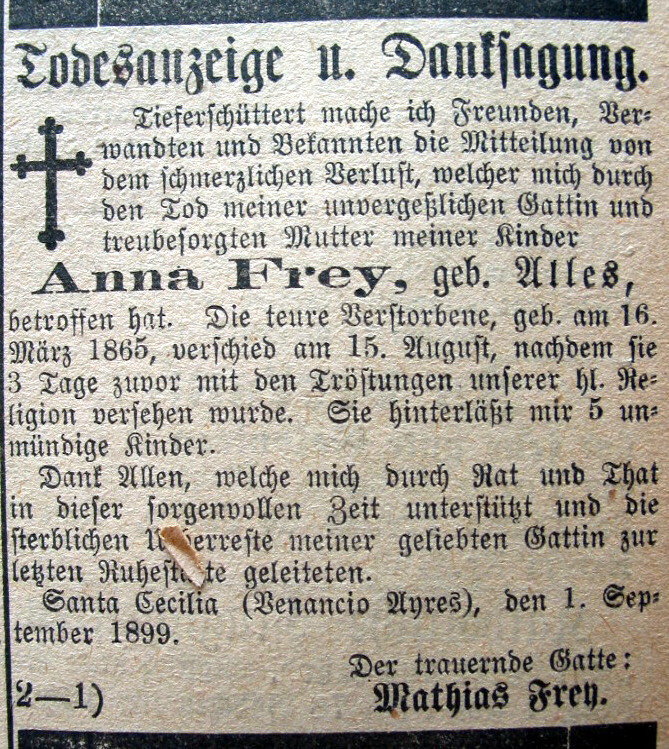 Todesanzeige u. Danksagung.
Tieferschüttert mache ich Freunden, Ver-
wandten und Bekannten die Mitteilung von
dem schmerzlichen Verlust, welcher mich durch
den Tod meiner unvergeßlichen Gattin und
treubesorgten Mutter meiner Kinder
Anna Frey, geb. Alles,
betroffen hat. Die teure Verstorbene, geb. am 16.
März 1865, verschied am 15. August, nachdem sie
3 Tage zuvor mit den Tröstungen unserer hl. Re-
ligion versehen wurde. Sie hinterläßt mir 5 un-
mündige Kinder.
Dank Allen, welche mich durch Rat und That
in dieser sorgenvollen Zeit unterstützt und die
sterblichen meiner geliebten Gattin zur
letzten geleiteten.
Santa Cecilia (Venancio Ayres), den 1. Sep-
tember 1899.
Der trauernde Gatte:
2—1) Mathias Frey.